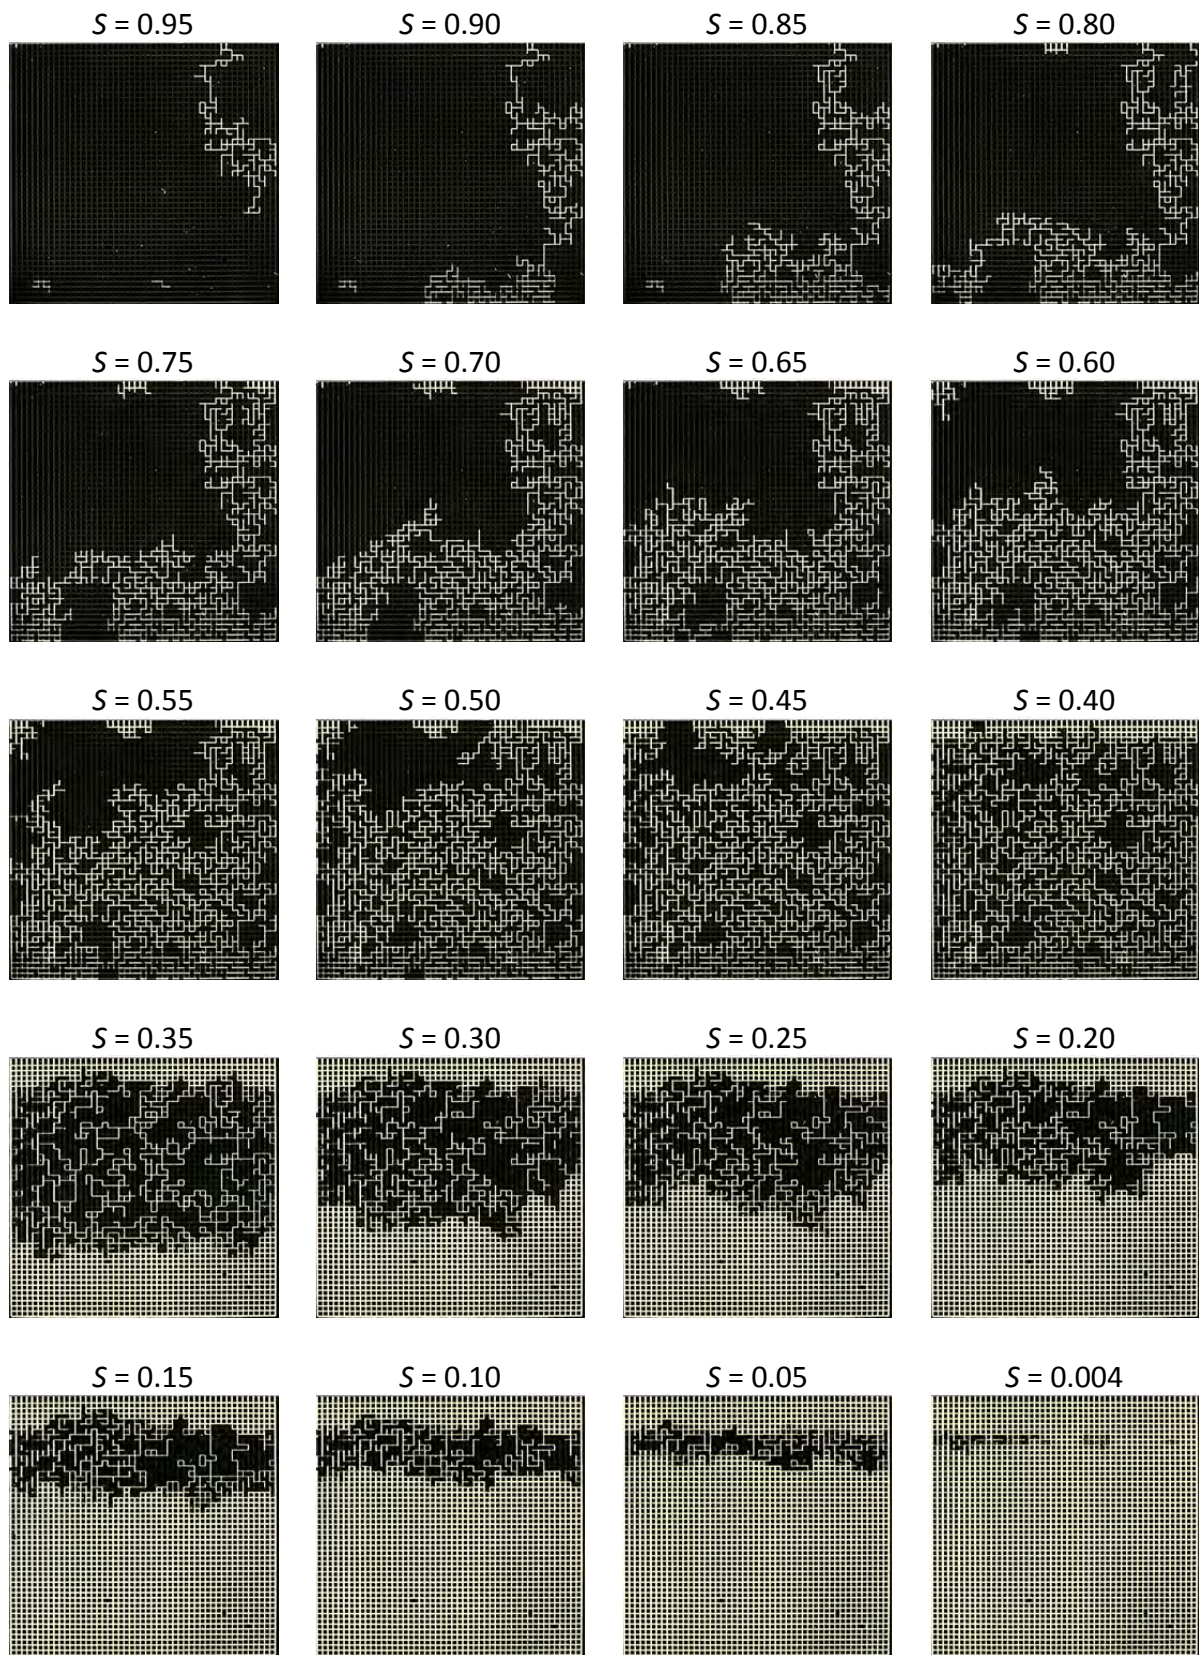 S = 0.95 S = 0.90 S = 0.85 S = 0.80
S = 0.75 S = 0.70 S = 0.65 S = 0.60
S = 0.55 S = 0.50 S = 0.45 S = 0.40
S = 0.35 S = 0.30 S = 0.25 S = 0.20
S = 0.15 S = 0.10 S = 0.05 S = 0.004